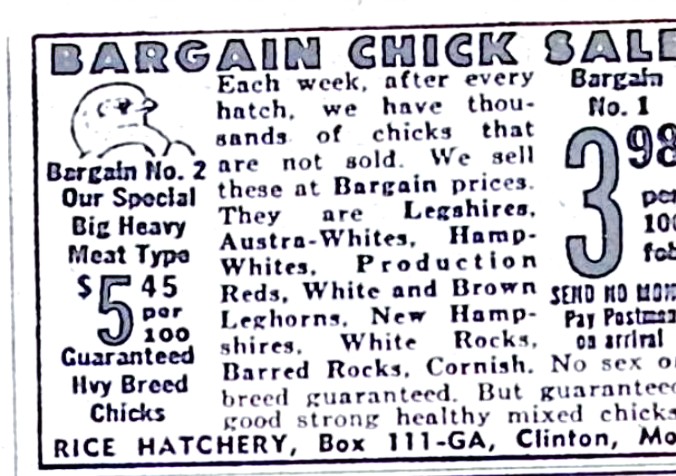 BARGAIN CHICK SALE
Bargain No. 2
Our Special
Big Heavy
Meat Type
$5 45
per
100
Guaranteed
Hvy Breed
Chicks
Each week, after every
hatch, we have thou-
sands of chicks that
are not sold. We sell
these at Bargain prices.
They are Legshires,
Austra-Whites, Hamp-
Whites, Production
Reds, White and Brown
Leghorns, New Hamp-
shires, White Rocks,
Barred Rocks, Cornish. No sex or
breed guaranteed. But guaranteed
good strong healthy mixed chicks
Bargain
No. 1
3 98
per
100
fob
SEND NO MON
Pay Postman
on arrival
RICE HATCHERY, Box 111-GA, Clinton, Mo